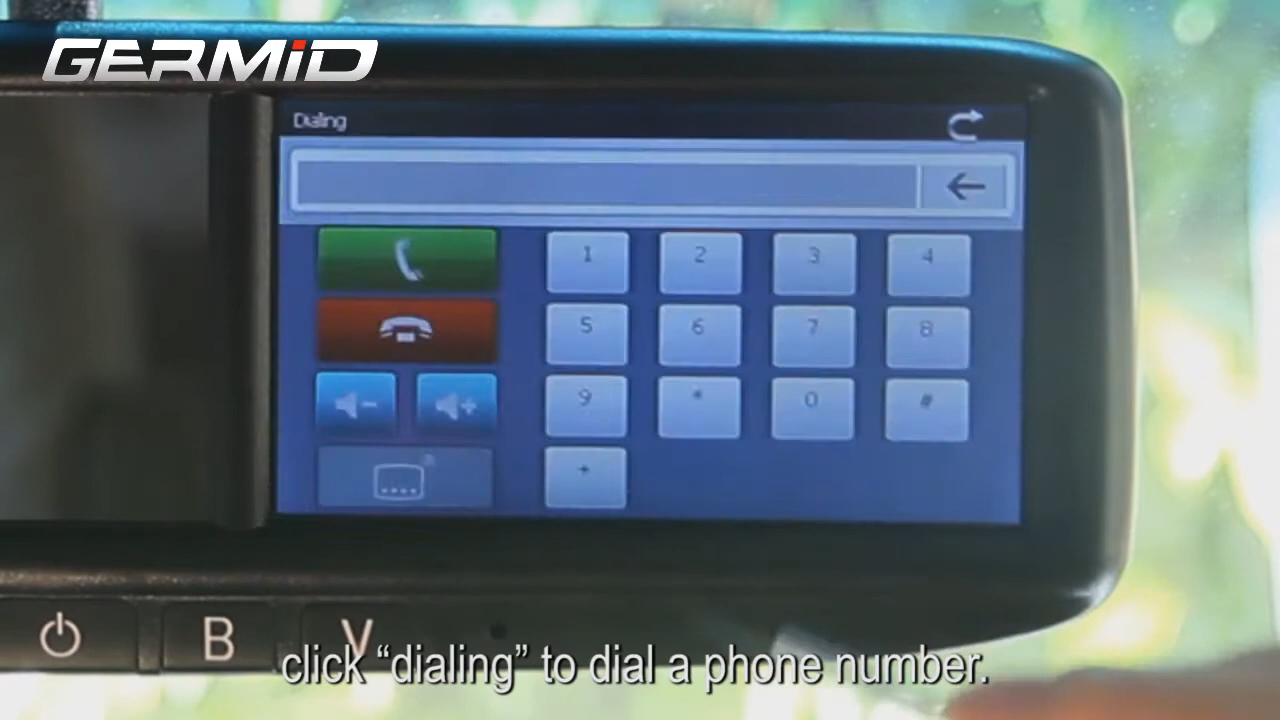 GERMID
Dialing
1 2 3 4
5 6 7 8
9 * 0 #
+
B V
click “dialing” to dial a phone number.